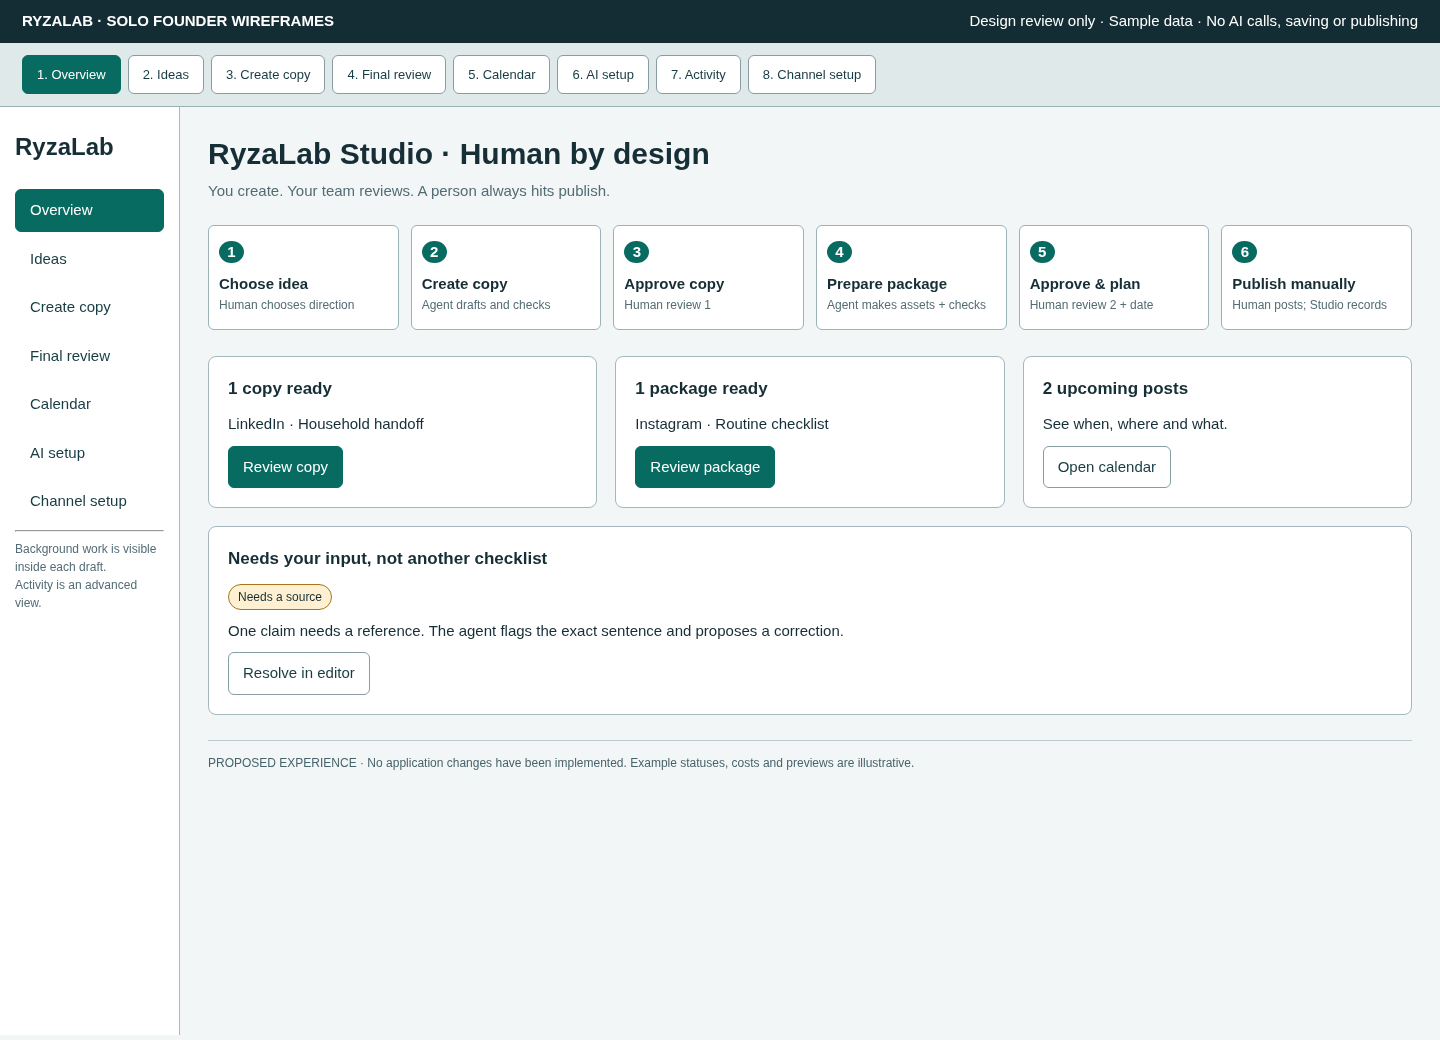 RYZALAB · SOLO FOUNDER WIREFRAMES
Design review only · Sample data · No AI calls, saving or publishing
1. Overview
2. Ideas
3. Create copy
4. Final review
5. Calendar
6. AI setup
7. Activity
8. Channel setup
RyzaLab
Overview
Ideas
Create copy
Final review
Calendar
AI setup
Channel setup
Background work is visible
inside each draft.
Activity is an advanced
view.
RyzaLab Studio · Human by design
You create. Your team reviews. A person always hits publish.
1
Choose idea
Human chooses direction
2
Create copy
Agent drafts and checks
3
Approve copy
Human review 1
4
Prepare package
Agent makes assets + checks
5
Approve & plan
Human review 2 + date
6
Publish manually
Human posts; Studio records
1 copy ready
LinkedIn · Household handoff
Review copy
1 package ready
Instagram · Routine checklist
Review package
2 upcoming posts
See when, where and what.
Open calendar
Needs your input, not another checklist
Needs a source
One claim needs a reference. The agent flags the exact sentence and proposes a correction.
Resolve in editor
PROPOSED EXPERIENCE · No application changes have been implemented. Example statuses, costs and previews are illustrative.